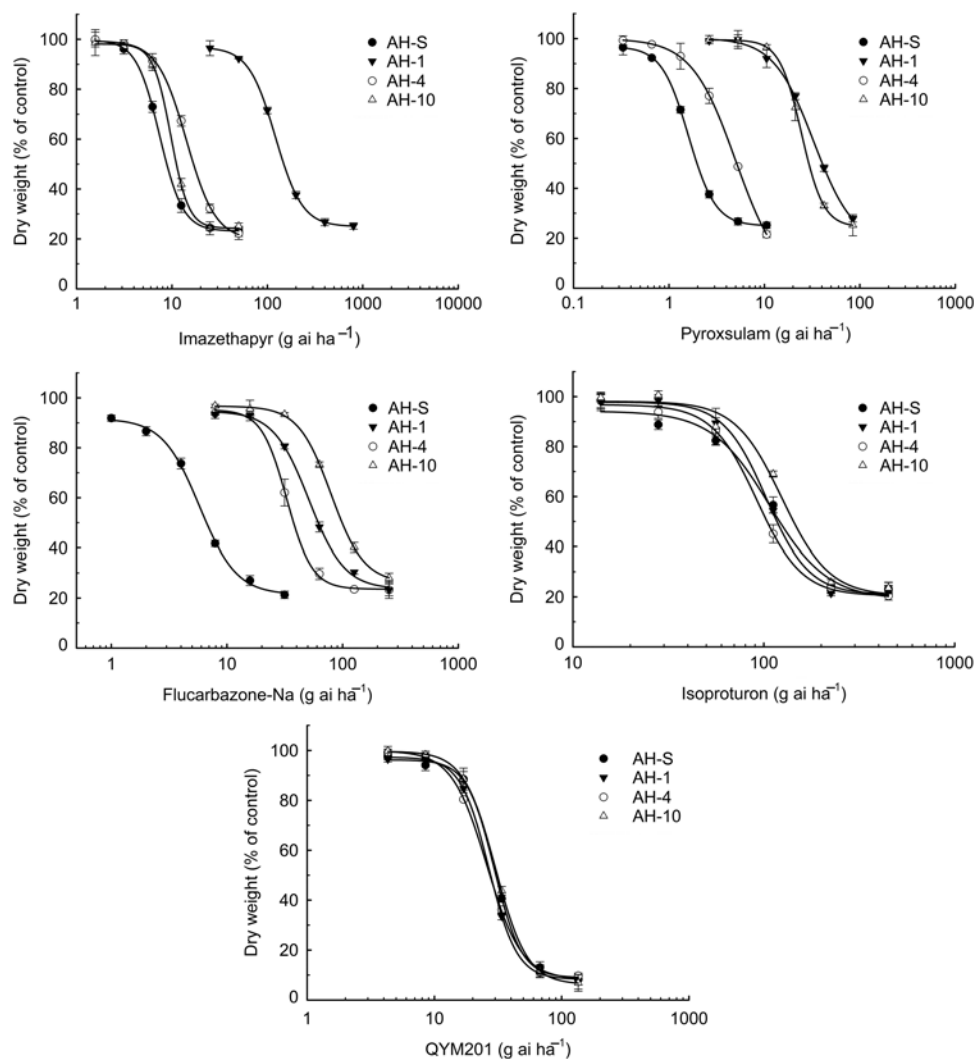 100
80
60
40
20
0
Dry weight (% of control)
AH-S
AH-1
AH-4
AH-10
1 10 100 1000 10000
Imazethapyr (g ai ha⁻¹)
100
80
60
40
20
0
Dry weight (% of control)
AH-S
AH-1
AH-4
AH-10
0.1 1 10 100 1000
Pyroxsulam (g ai ha⁻¹)
100
80
60
40
20
0
Dry weight (% of control)
AH-S
AH-1
AH-4
AH-10
1 10 100 1000
Flucarbazone-Na (g ai ha⁻¹)
100
80
60
40
20
0
Dry weight (% of control)
AH-S
AH-1
AH-4
AH-10
10 100 1000
Isoproturon (g ai ha⁻¹)
100
80
60
40
20
0
Dry weight (% of control)
AH-S
AH-1
AH-4
AH-10
1 10 100 1000
QYM201 (g ai ha⁻¹)